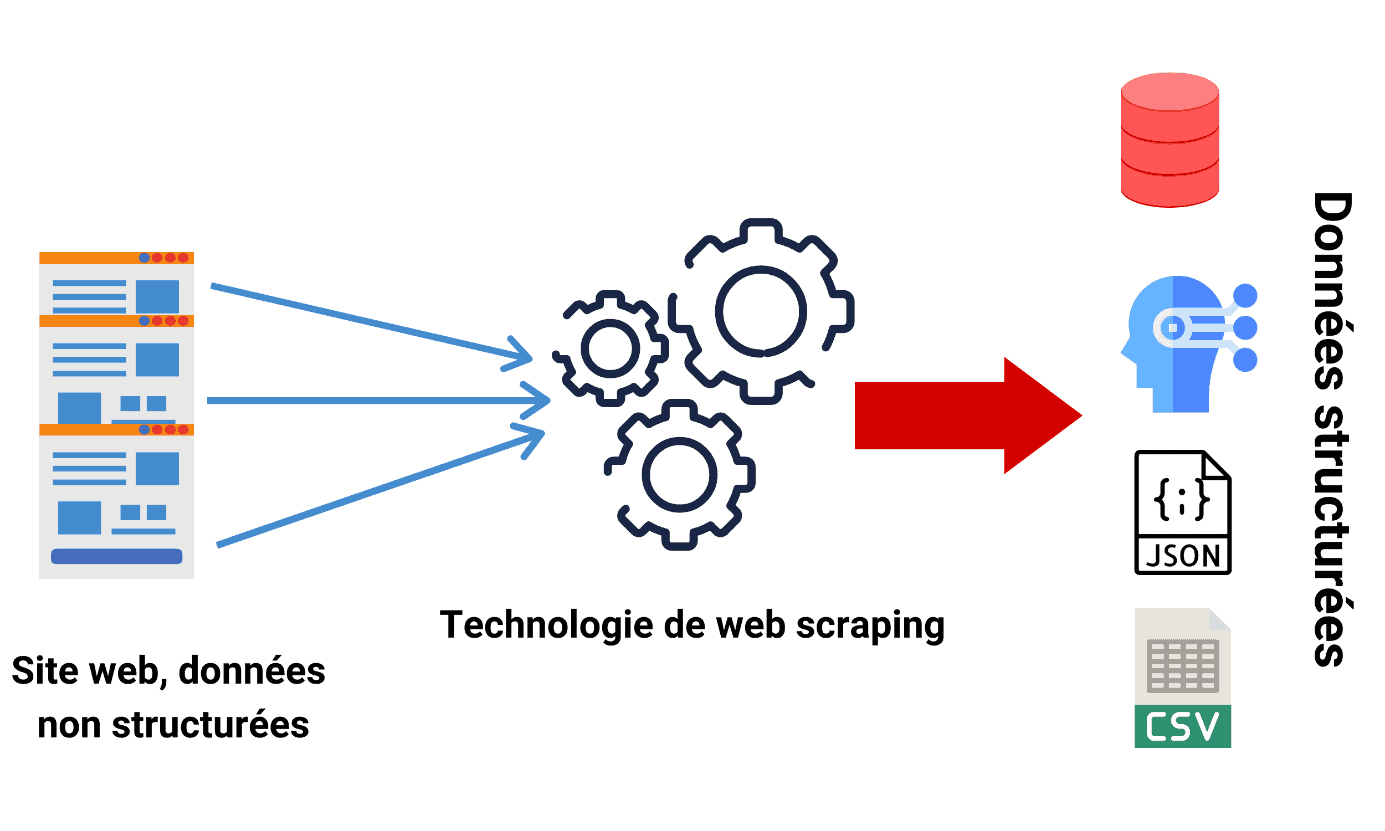 Site web, données
non structurées
Technologie de web scraping
{;}
JSON
CSV
Données structurées